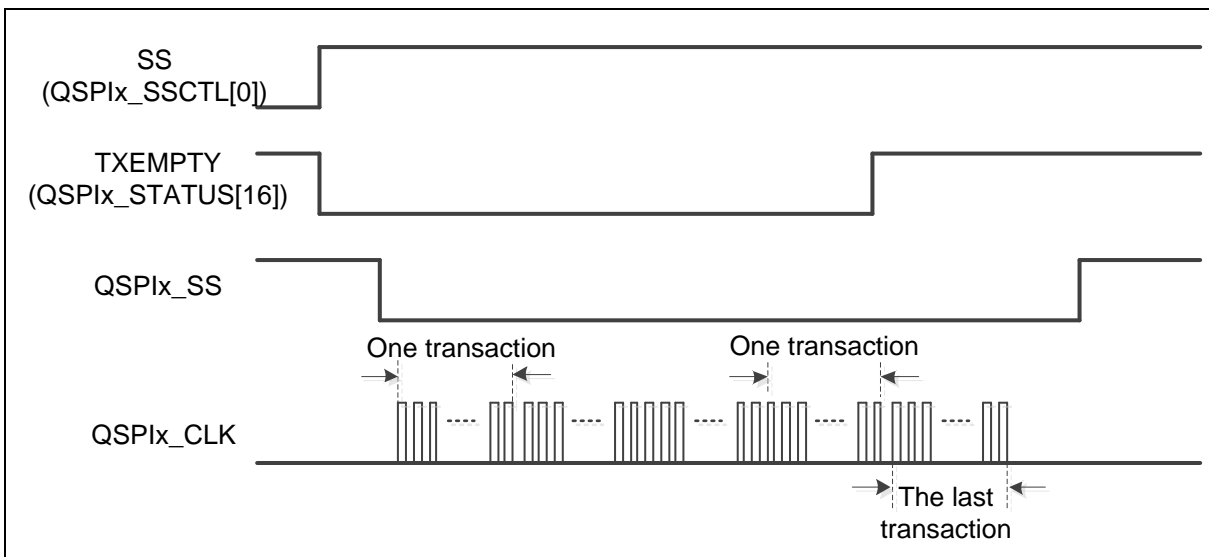 SS
(QSPIx_SSCTL[0])
TXEMPTY
(QSPIx_STATUS[16])
QSPIx_SS
One transaction
One transaction
QSPIx_CLK
The last
transaction